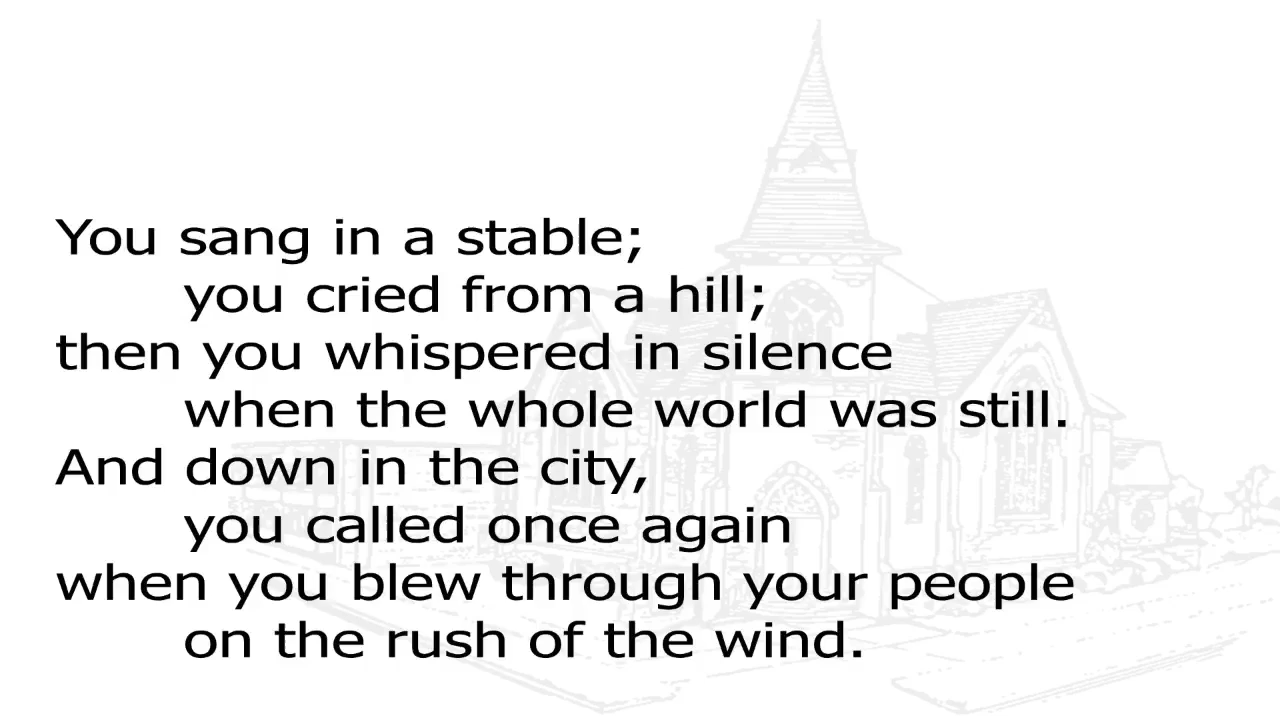 You sang in a stable;
you cried from a hill;
then you whispered in silence
when the whole world was still.
And down in the city,
you called once again
when you blew through your people
on the rush of the wind.